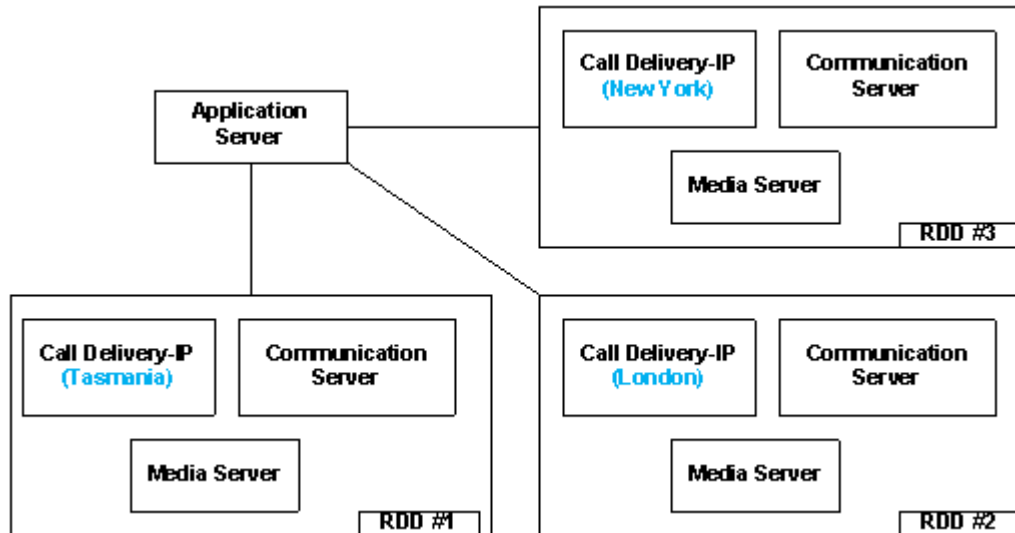 Call Delivery-IP
(New York)
Communication
Server
Application
Server
Media Server
RDD #3
Call Delivery-IP
(Tasmania)
Communication
Server
Media Server
RDD #1
Call Delivery-IP
(London)
Communication
Server
Media Server
RDD #2